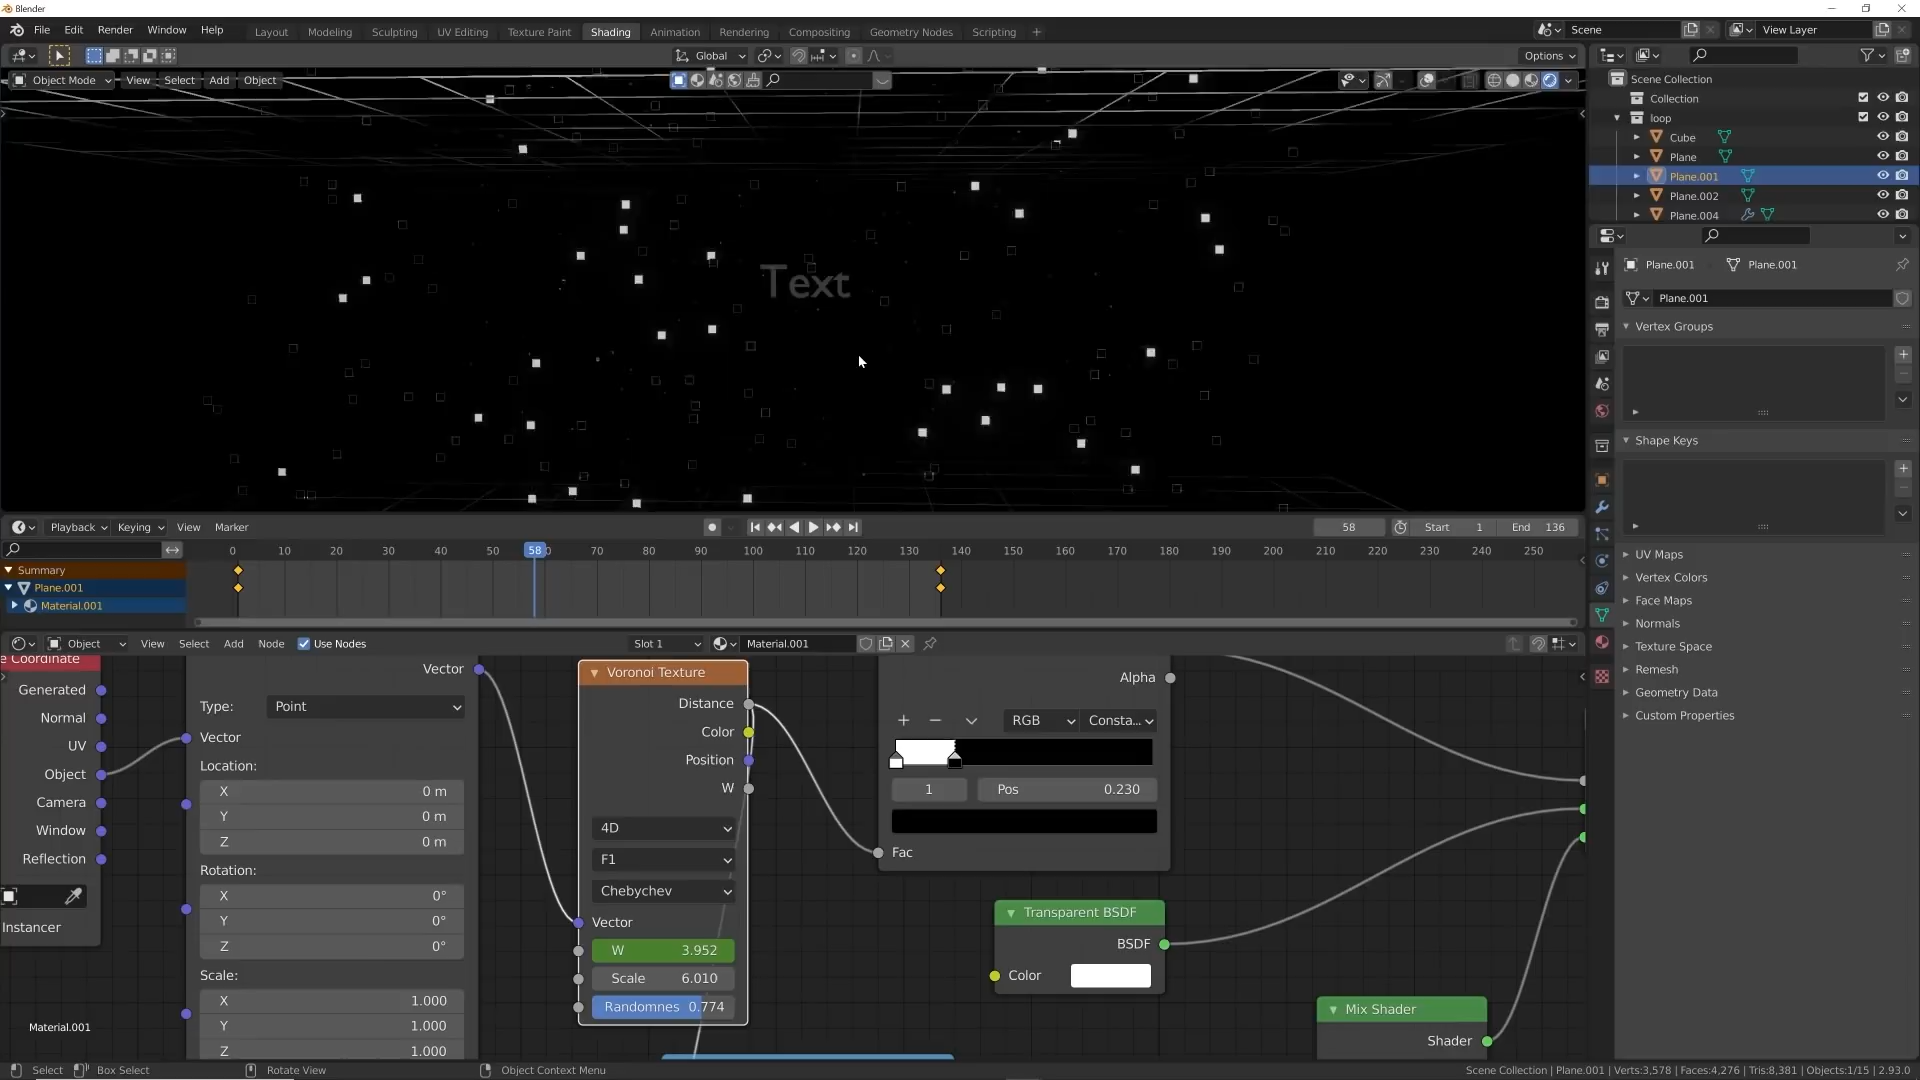 Blender
File Edit Render Window Help
Layout Modeling Sculpting UV Editing Texture Paint Shading Animation Rendering Compositing Geometry Nodes Scripting +
Scene
View Layer
Global
Options
Object Mode View Select Add Object
Scene Collection
Collection
loop
Cube
Plane
Plane.001
Plane.002
Plane.004
Text
Plane.001 Plane.001
Plane.001
Vertex Groups
Shape Keys
UV Maps
Vertex Colors
Face Maps
Normals
Texture Space
Remesh
Geometry Data
Custom Properties
Playback Keying View Marker
58 Start 1 End 136
0 10 20 30 40 50 58 70 80 90 100 110 120 130 140 150 160 170 180 190 200 210 220 230 240 250
Summary
Plane.001
Material.001
Object View Select Add Node Use Nodes Slot 1 Material.001
e Coordinate
Generated
Normal
UV
Object
Camera
Window
Reflection
Instancer
Vector
Type: Point
Vector
Location:
X 0 m
Y 0 m
Z 0 m
Rotation:
X 0°
Y 0°
Z 0°
Scale:
X 1.000
Y 1.000
Z 1.000
Voronoi Texture
Distance
Color
Position
W
4D
F1
Chebychev
Vector
W 3.952
Scale 6.010
Randomnes 0.774
Alpha
+ − RGB Consta...
1 Pos 0.230
Fac
Transparent BSDF
BSDF
Color
Mix Shader
Shader
Material.001
Select Box Select Rotate View Object Context Menu
Scene Collection | Plane.001 | Verts:3,578 | Faces:4,276 | Tris:8,381 | Objects:1/15 | 2.93.0